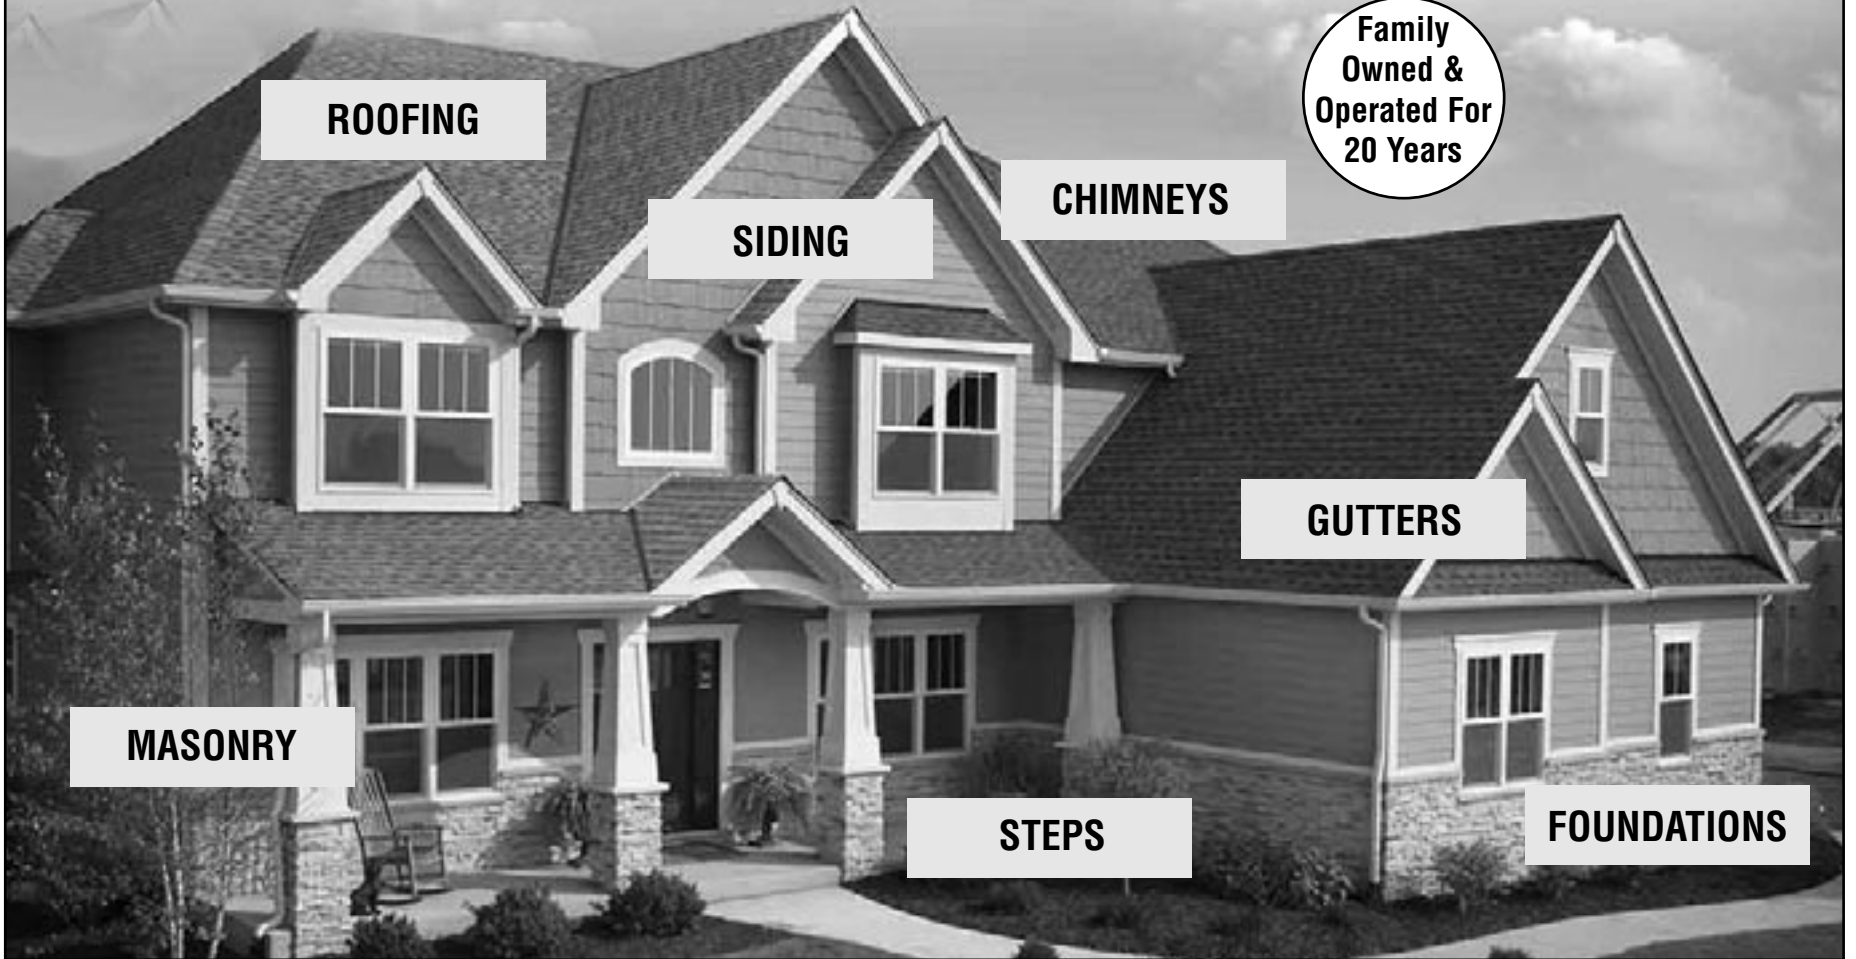 Family
Owned &
Operated For
20 Years
ROOFING
CHIMNEYS
SIDING
GUTTERS
MASONRY
STEPS
FOUNDATIONS